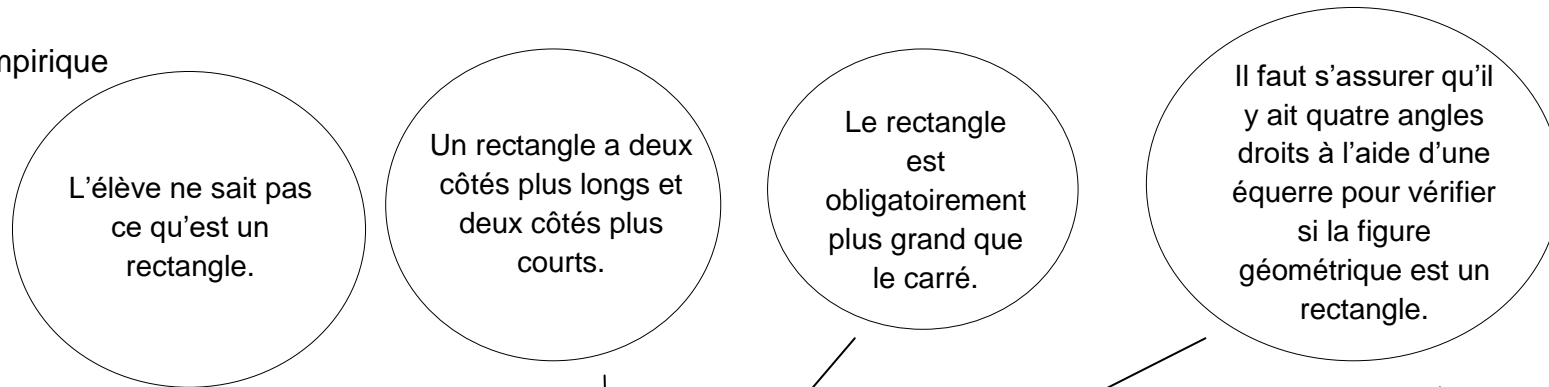 mpirique
L’élève ne sait pas
ce qu’est un
rectangle.
Un rectangle a deux
côtés plus longs et
deux côtés plus
courts.
Le rectangle
est
obligatoirement
plus grand que
le carré.
Il faut s’assurer qu’il
y ait quatre angles
droits à l’aide d’une
équerre pour vérifier
si la figure
géométrique est un
rectangle.